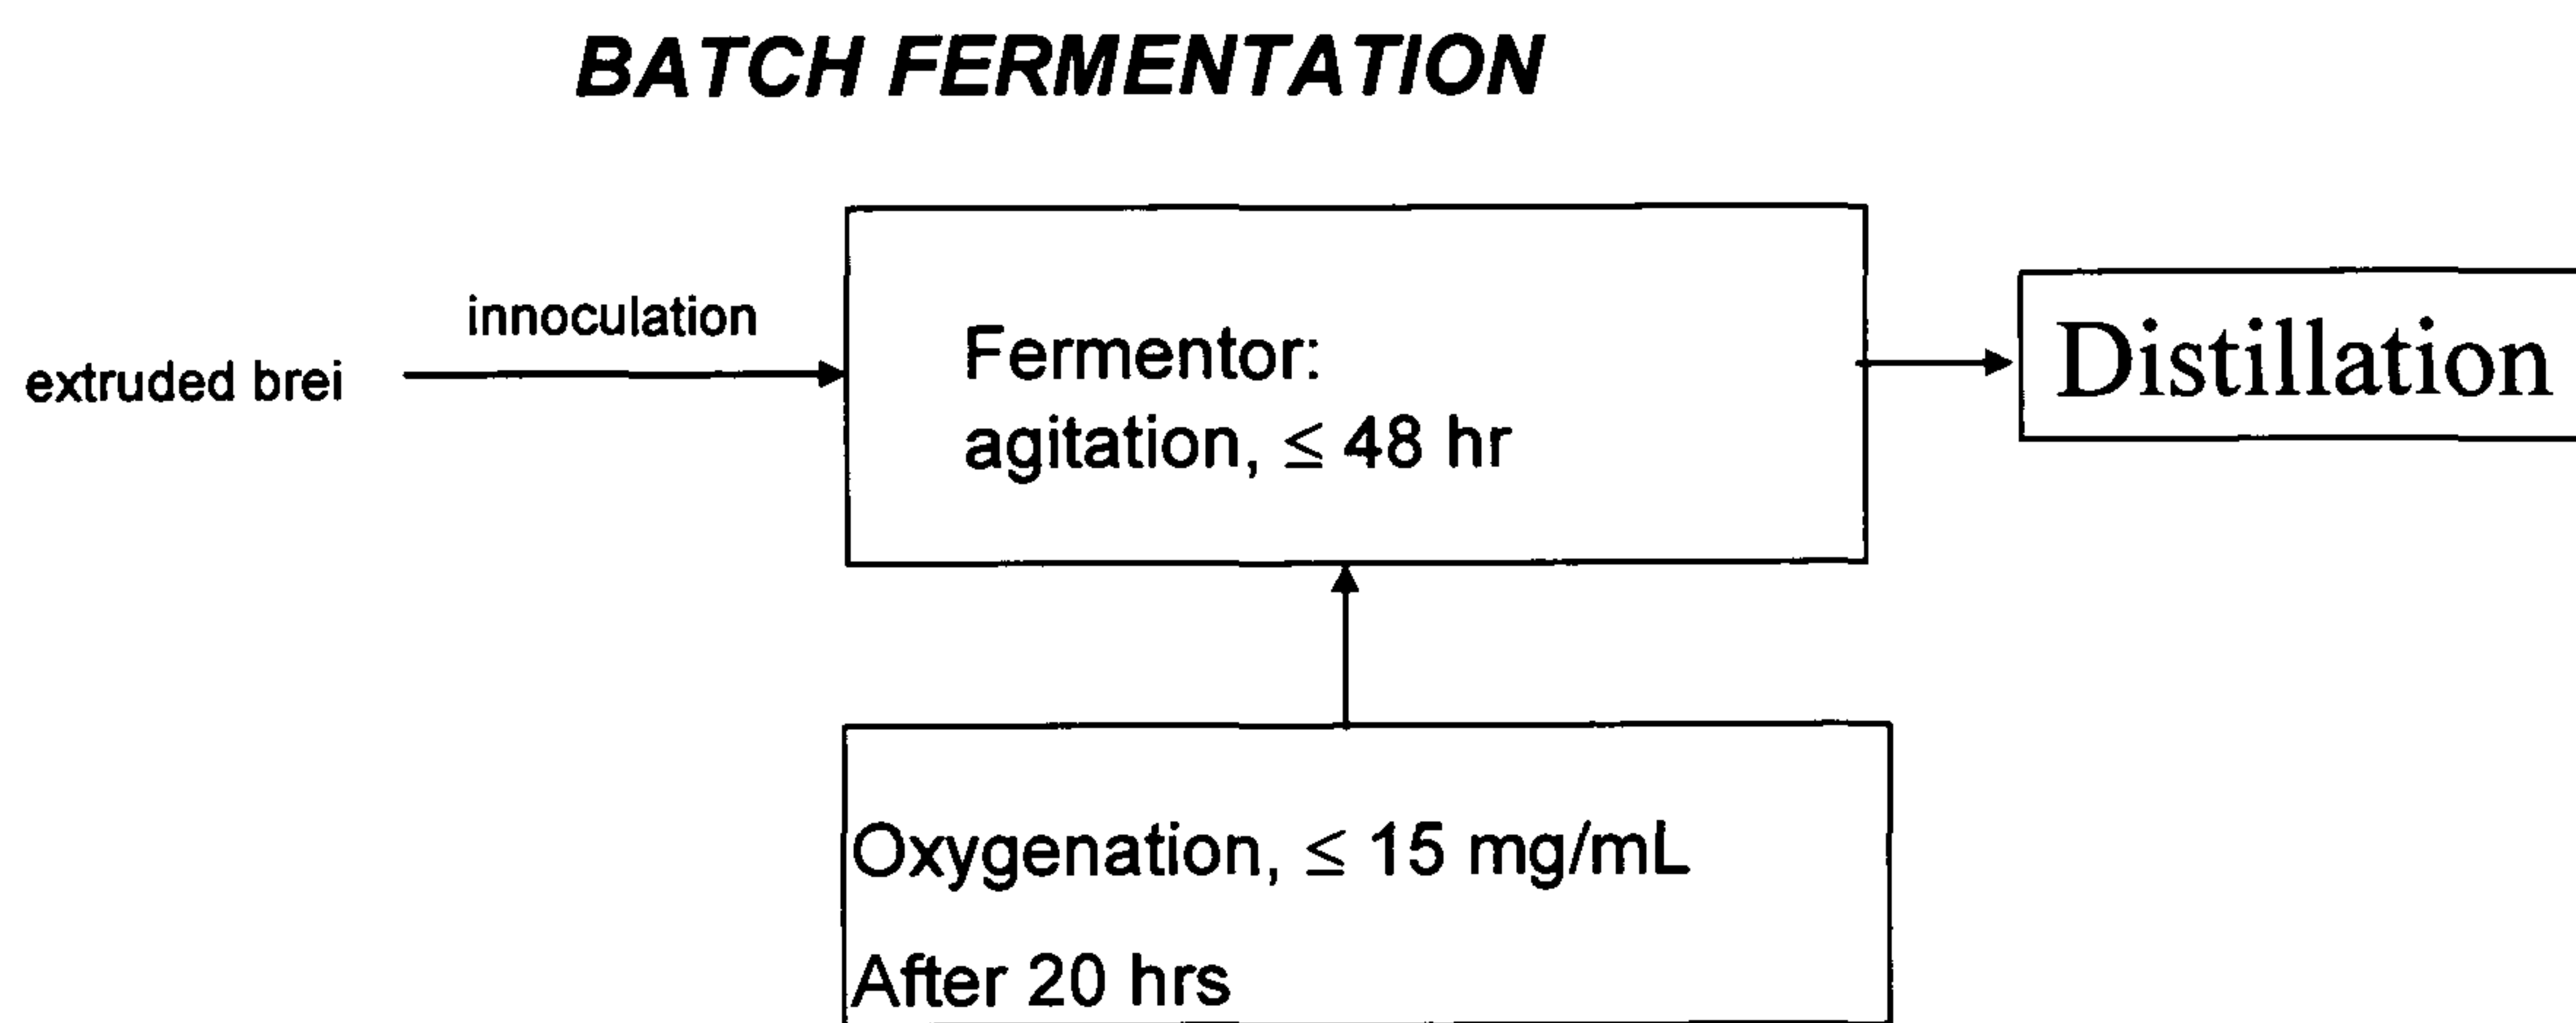 BATCH FERMENTATION
innoculation
extruded brei
Fermentor:
agitation, ≤ 48 hr
Distillation
Oxygenation, ≤ 15 mg/mL
After 20 hrs